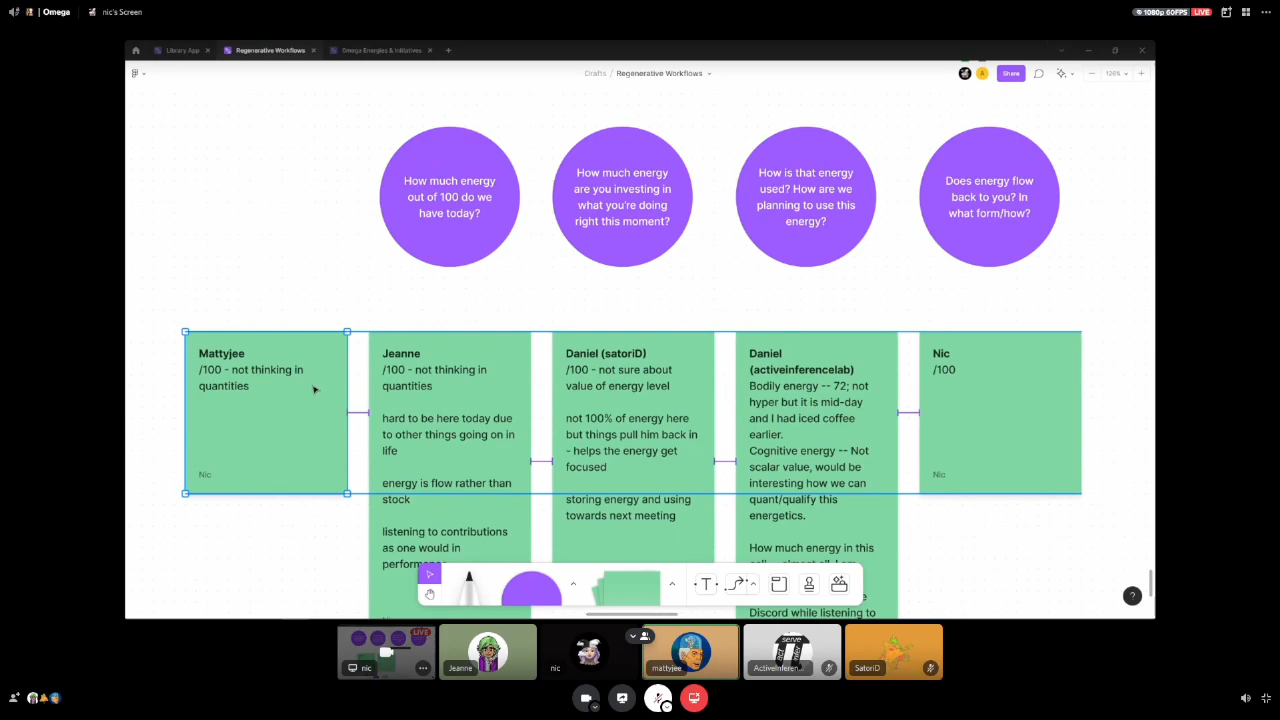 Omega
nic's Screen
1080p 60FPS
LIVE
Library App
Regenerative Workflows
Omega Energies & Initiatives
Drafts / Regenerative Workflows
A
Share
126%
How much energy
out of 100 do we
have today?
How much energy
are you investing in
what you're doing
right this moment?
How is that energy
used? How are we
planning to use this
energy?
Does energy flow
back to you? In
what form/how?
Mattyjee
/100 - not thinking in
quantities
Nic
Jeanne
/100 - not thinking in
quantities
hard to be here today due
to other things going on in
life
energy is flow rather than
stock
listening to contributions
as one would in
Daniel (satoriD)
/100 - not sure about
value of energy level
not 100% of energy here
but things pull him back in
- helps the energy get
focused
storing energy and using
towards next meeting
Daniel
(activeinferencelab)
Bodily energy -- 72; not
hyper but it is mid-day
and I had iced coffee
earlier.
Cognitive energy -- Not
scalar value, would be
interesting how we can
quant/qualify this
energetics.
How much energy in this
Discord while listening to
Nic
/100
Nic
T
?
LIVE
nic
Jeanne
nic
mattyjee
serve
ActiveInferen...
SatoriD